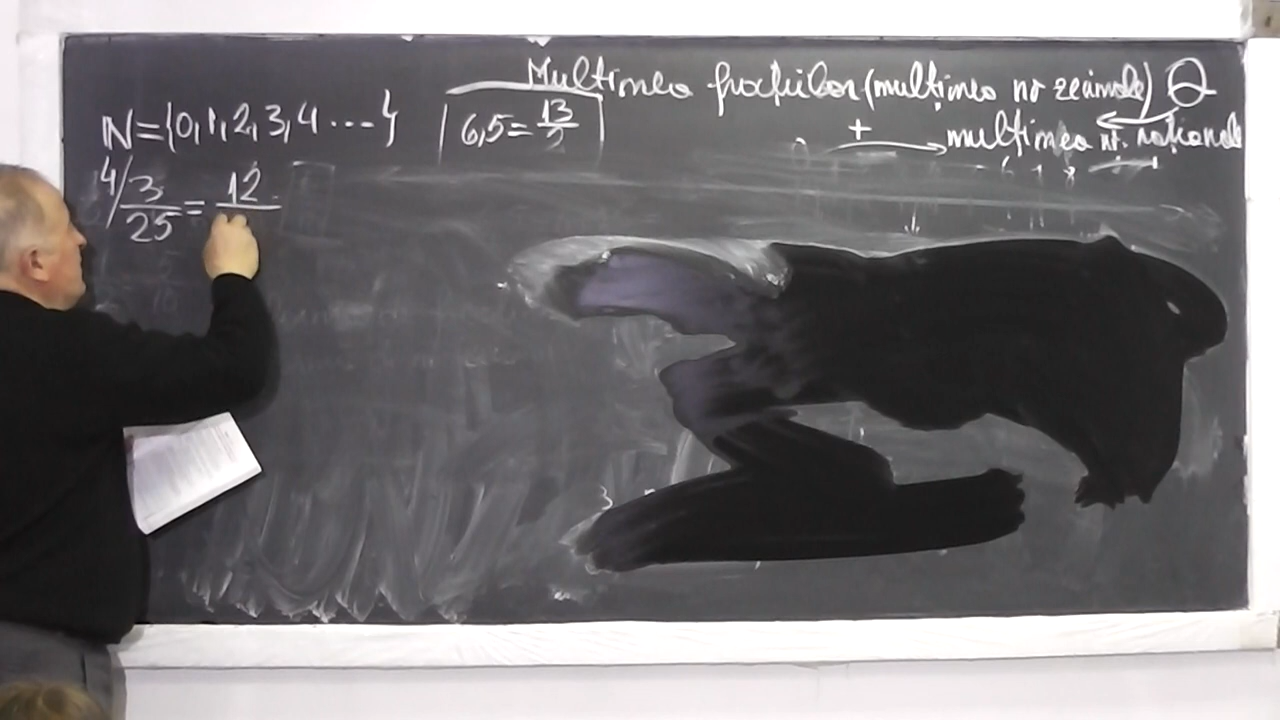 Mulțimea fracțiilor (mulțimea nr zecimale) Q
N={0,1,2,3,4 ....} 6,5=13/2
+ → mulțimea nr. raționale
4/ 3/25 = 12